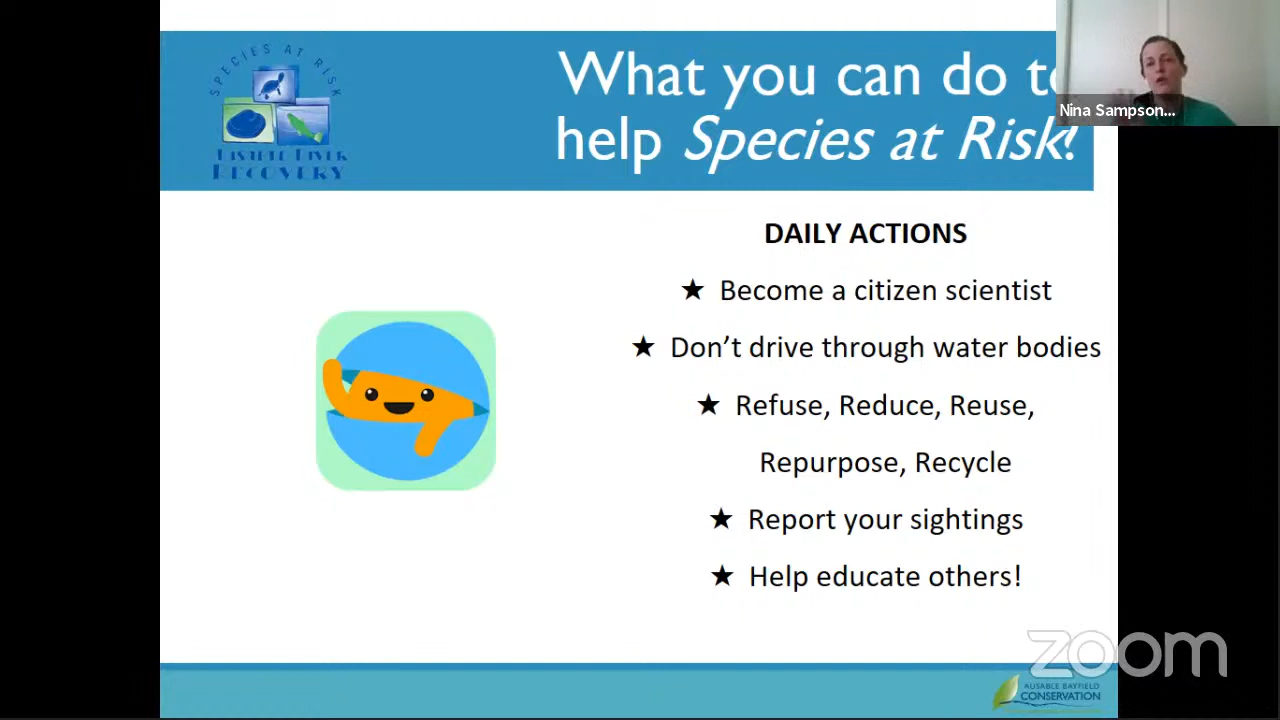 SPECIES AT RISK
RECOVERY
What you can do to
help Species at Risk!
Nina Sampson...
DAILY ACTIONS
★ Become a citizen scientist
★ Don't drive through water bodies
★ Refuse, Reduce, Reuse,
Repurpose, Recycle
★ Report your sightings
★ Help educate others!
zoom
AUSABLE BAYFIELD
CONSERVATION